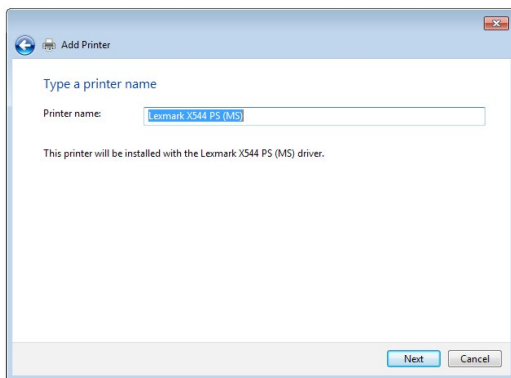 Add Printer
Type a printer name
Printer name: Lexmark X544 PS (MS)
This printer will be installed with the Lexmark X544 PS (MS) driver.
Next Cancel